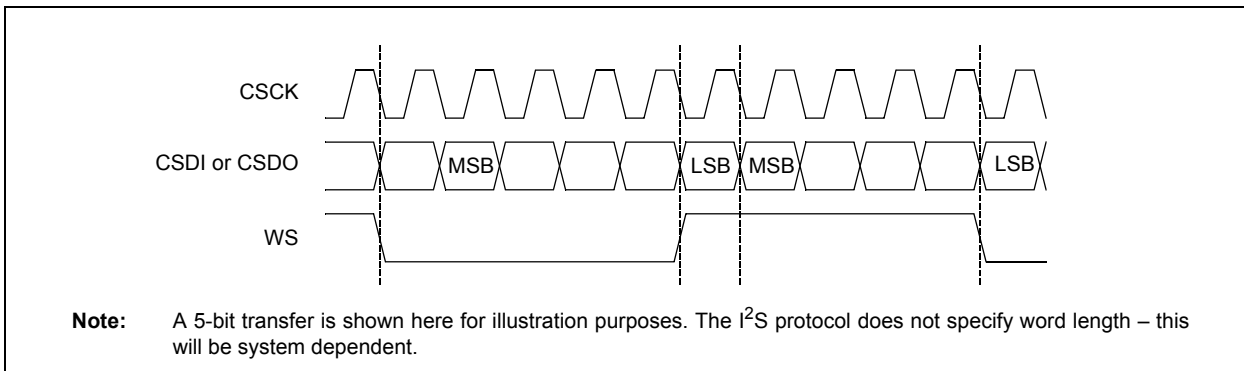 CSCK
CSDI or CSDO
MSB LSB MSB LSB
WS
Note: A 5-bit transfer is shown here for illustration purposes. The I²S protocol does not specify word length – this
will be system dependent.